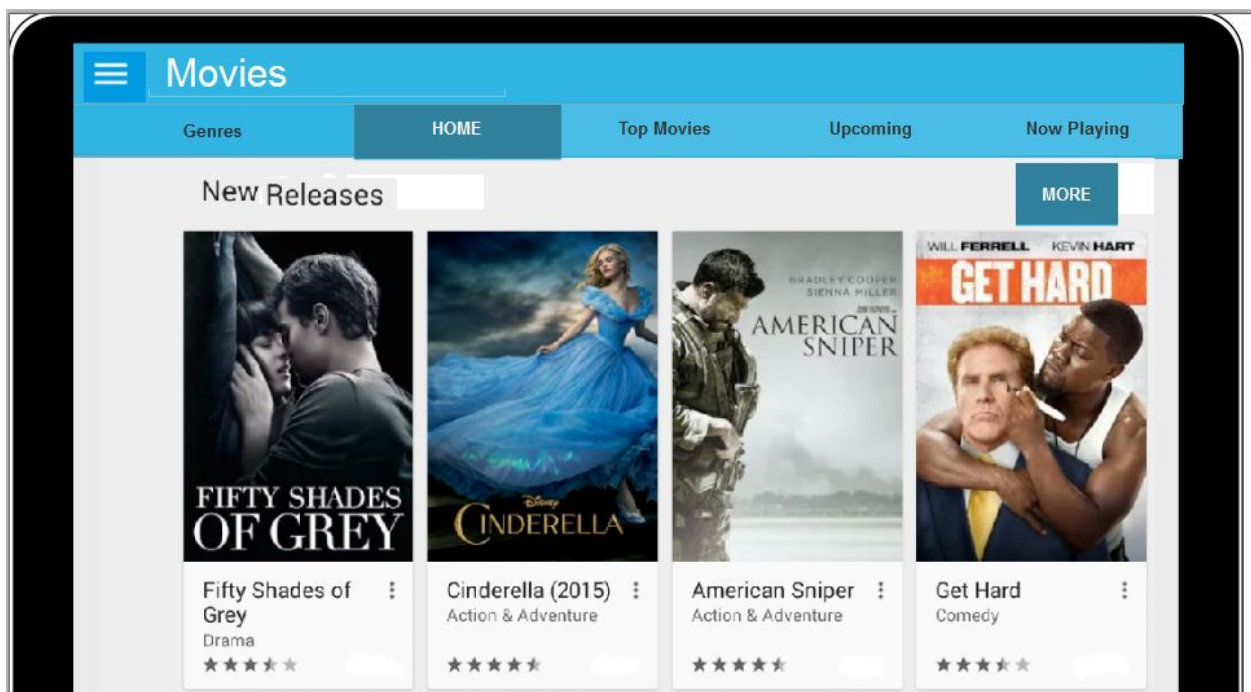 Movies
Genres HOME Top Movies Upcoming Now Playing
New Releases MORE
FIFTY SHADES
OF GREY
Disney
CINDERELLA
BRADLEY COOPER
SIENNA MILLER
AMERICAN
SNIPER
WILL FERRELL KEVIN HART
GET HARD
Fifty Shades of
Grey
Drama
Cinderella (2015)
Action & Adventure
American Sniper
Action & Adventure
Get Hard
Comedy